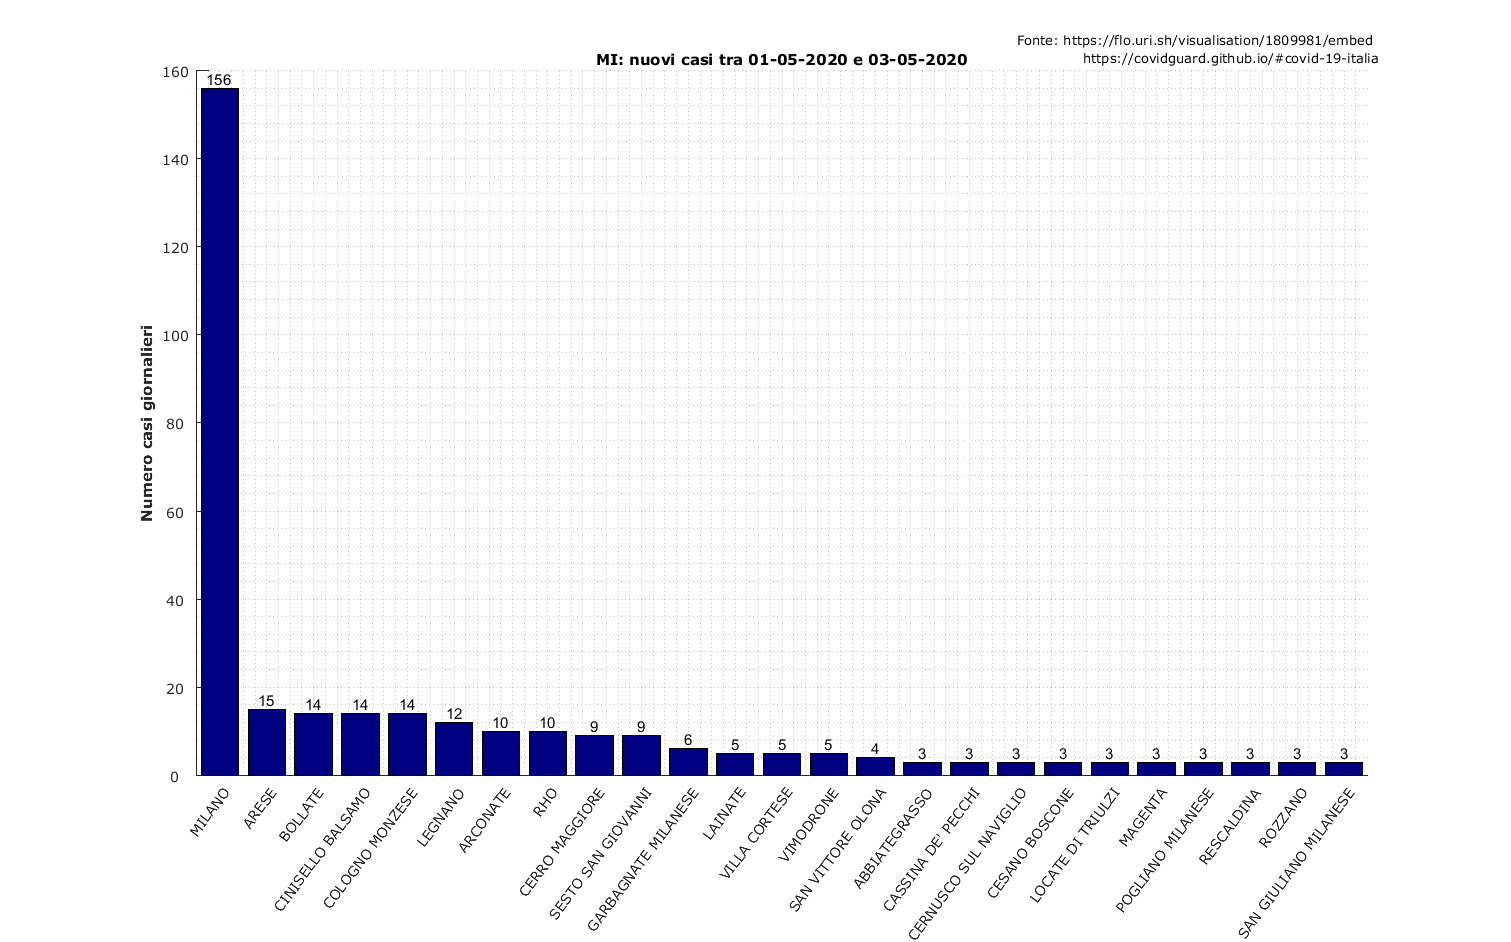 Fonte: https://flo.uri.sh/visualisation/1809981/embed
https://covidguard.github.io/#covid-19-italia
MI: nuovi casi tra 01-05-2020 e 03-05-2020
Numero casi giornalieri
160
140
120
100
80
60
40
20
0
156
15
14
14
14
12
10
10
9
9
6
5
5
5
4
3
3
3
3
3
3
3
3
3
3
MILANO
ARESE
BOLLATE
CINISELLO BALSAMO
COLOGNO MONZESE
LEGNANO
ARCONATE
RHO
CERRO MAGGIORE
SESTO SAN GIOVANNI
GARBAGNATE MILANESE
LAINATE
VILLA CORTESE
VIMODRONE
SAN VITTORE OLONA
ABBIATEGRASSO
CASSINA DE' PECCHI
CERNUSCO SUL NAVIGLIO
CESANO BOSCONE
LOCATE DI TRIULZI
MAGENTA
POGLIANO MILANESE
RESCALDINA
ROZZANO
SAN GIULIANO MILANESE